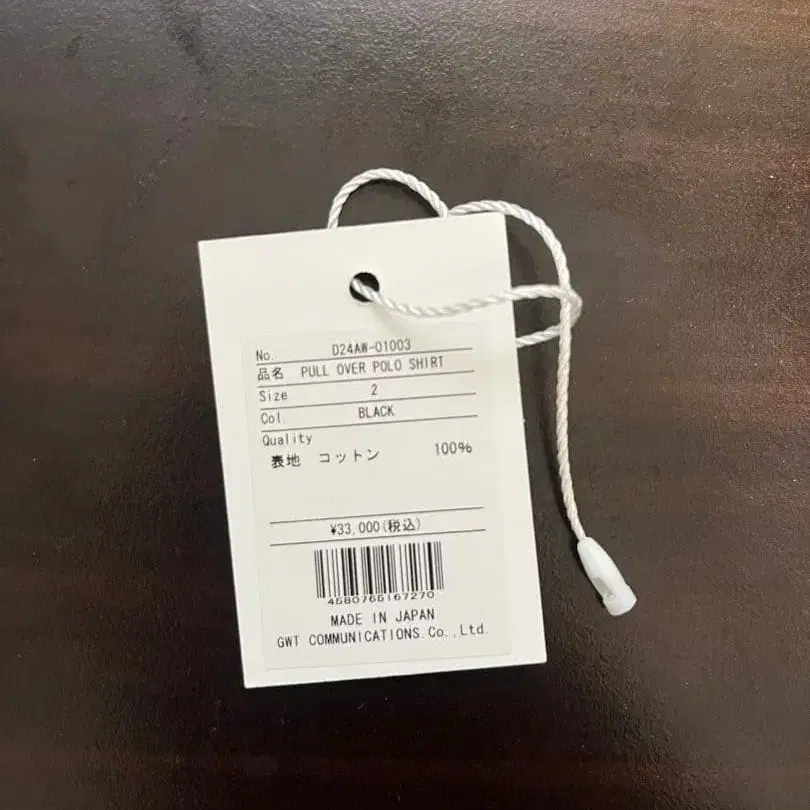 No. D24AW-01003
品名 PULL OVER POLO SHIRT
Size 2
Col. BLACK
Quality
表地 コットン 100%
¥33,000(税込)
4580766167270
MADE IN JAPAN
GWT COMMUNICATIONS.Co.,Ltd.